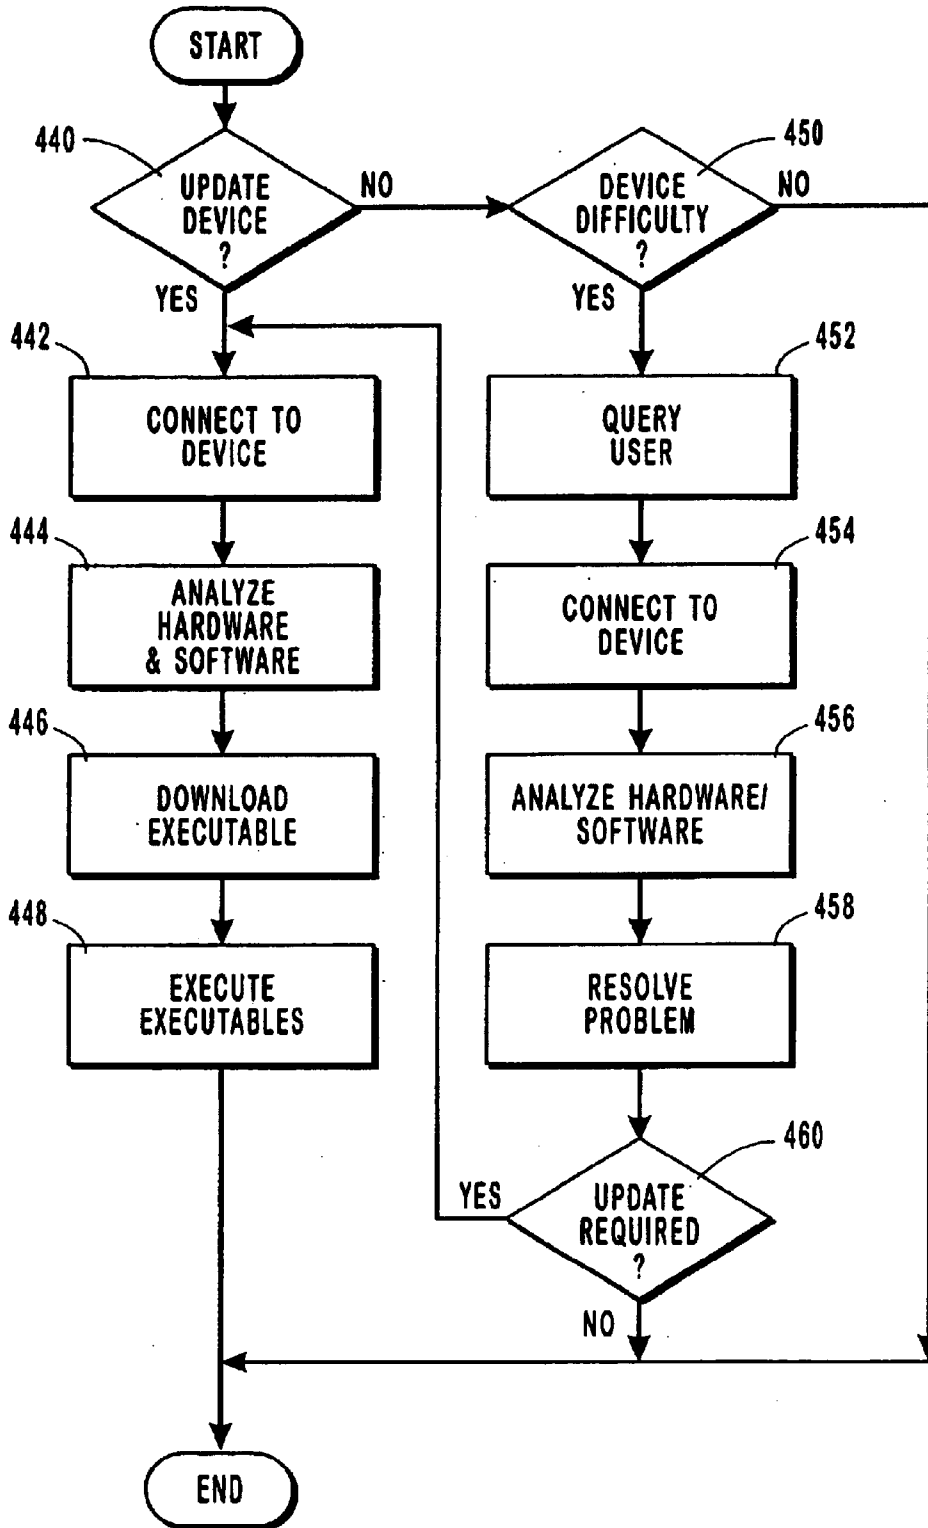 START
440
UPDATE
DEVICE
?
NO
YES
450
DEVICE
DIFFICULTY
?
NO
YES
442
CONNECT TO
DEVICE
452
QUERY
USER
444
ANALYZE
HARDWARE
& SOFTWARE
454
CONNECT TO
DEVICE
446
DOWNLOAD
EXECUTABLE
456
ANALYZE HARDWARE/
SOFTWARE
448
EXECUTE
EXECUTABLES
458
RESOLVE
PROBLEM
460
UPDATE
REQUIRED
?
YES
NO
END